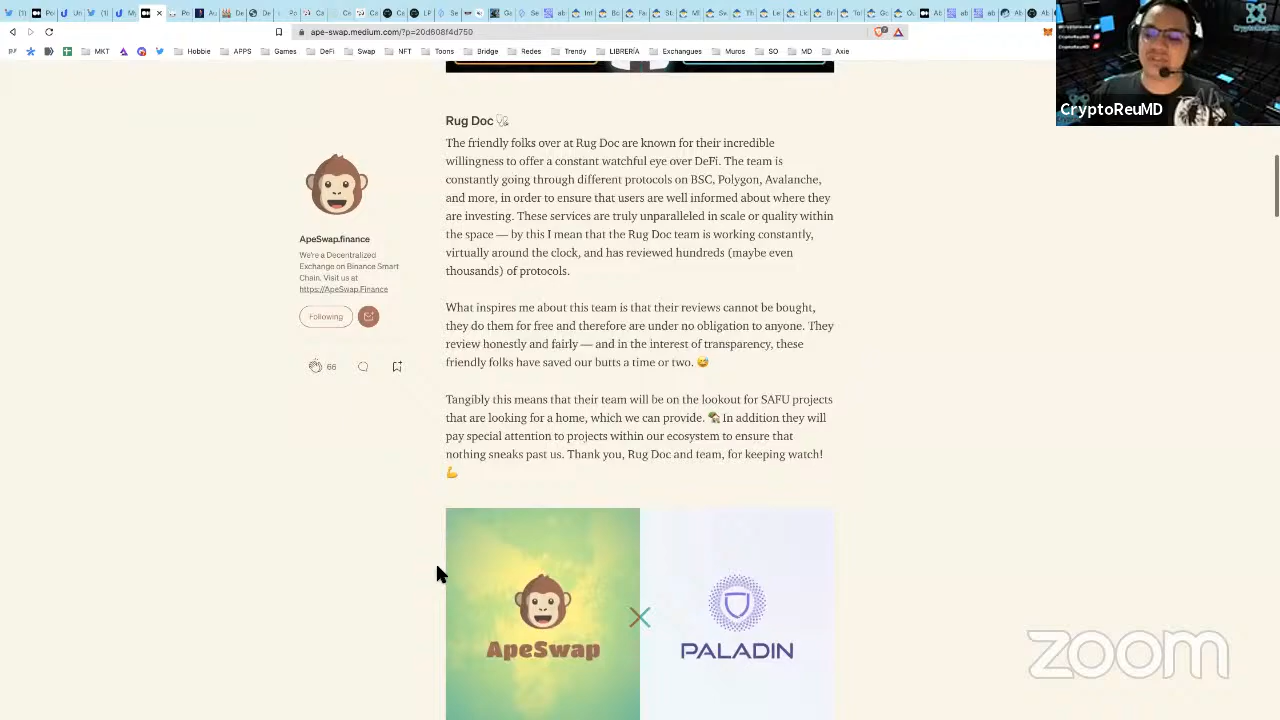 ape-swap.medium.com/?p=20d608f4d750
MKT
Hobbie
APPS
Games
DeFi
Swap
NFT
Toons
Bridge
Redes
Trendy
LIBRERÍA
Exchangues
Muros
SO
MD
Axie
CryptoReuMD
Rug Doc 🩺
The friendly folks over at Rug Doc are known for their incredible
willingness to offer a constant watchful eye over DeFi. The team is
constantly going through different protocols on BSC, Polygon, Avalanche,
and more, in order to ensure that users are well informed about where they
are investing. These services are truly unparalleled in scale or quality within
the space — by this I mean that the Rug Doc team is working constantly,
virtually around the clock, and has reviewed hundreds (maybe even
thousands) of protocols.
What inspires me about this team is that their reviews cannot be bought,
they do them for free and therefore are under no obligation to anyone. They
review honestly and fairly — and in the interest of transparency, these
friendly folks have saved our butts a time or two. 😅
Tangibly this means that their team will be on the lookout for SAFU projects
that are looking for a home, which we can provide. 🏡 In addition they will
pay special attention to projects within our ecosystem to ensure that
nothing sneaks past us. Thank you, Rug Doc and team, for keeping watch!
💪
ApeSwap.finance
We're a Decentralized
Exchange on Binance Smart
Chain. Visit us at
https://ApeSwap.Finance
Following
66
ApeSwap
PALADIN
zoom